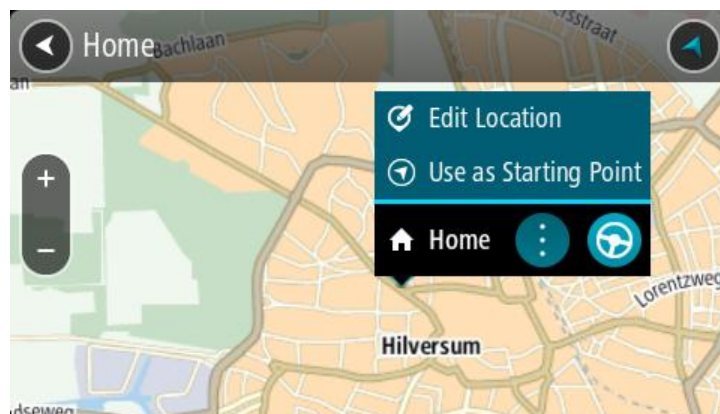 Home
Bachlaan
Edit Location
Use as Starting Point
+
Home
−
Lorentzweg
Hilversum